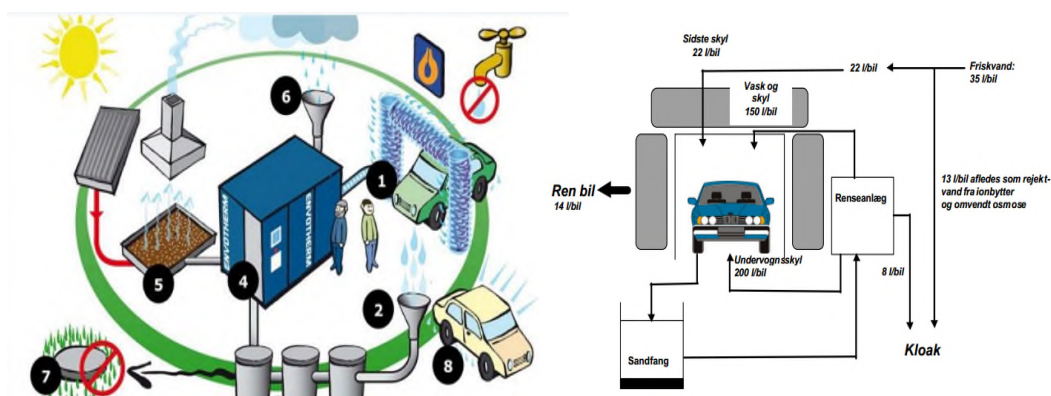 6
1
ENVOTHERM
ENVOTHERM
5
4
2
7
8
Sidste skyl
22 l/bil
22 l/bil
Friskvand:
35 l/bil
Vask og
skyl
150 l/bil
Ren bil
14 l/bil
Renseanlæg
13 l/bil afledes som rejekt-
vand fra ionbytter
og omvendt osmose
Undervognsskyl
200 l/bil
8 l/bil
Sandfang
Kloak